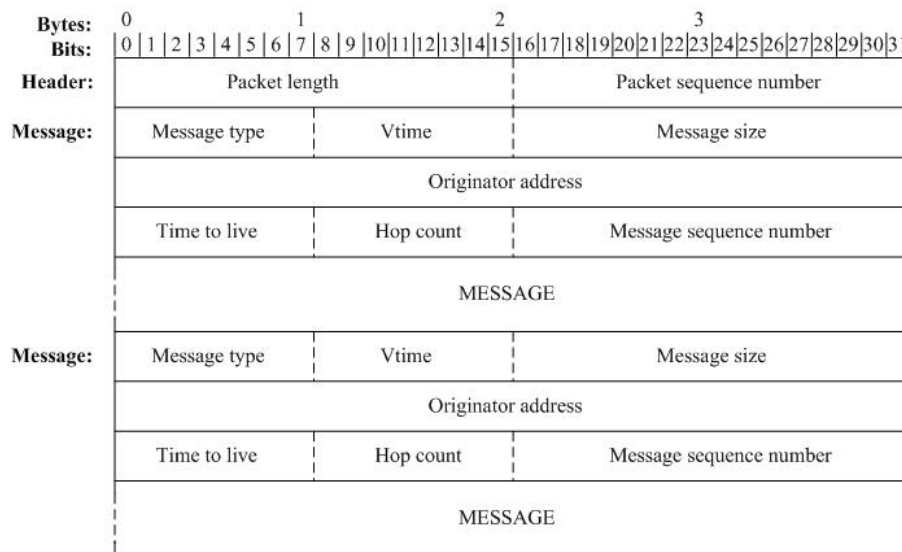 Bytes: 0 1 2 3
Bits: 0 1 2 3 4 5 6 7 8 9 10 11 12 13 14 15 16 17 18 19 20 21 22 23 24 25 26 27 28 29 30 31
Header: Packet length Packet sequence number
Message: Message type Vtime Message size
Originator address
Time to live Hop count Message sequence number
MESSAGE
Message: Message type Vtime Message size
Originator address
Time to live Hop count Message sequence number
MESSAGE